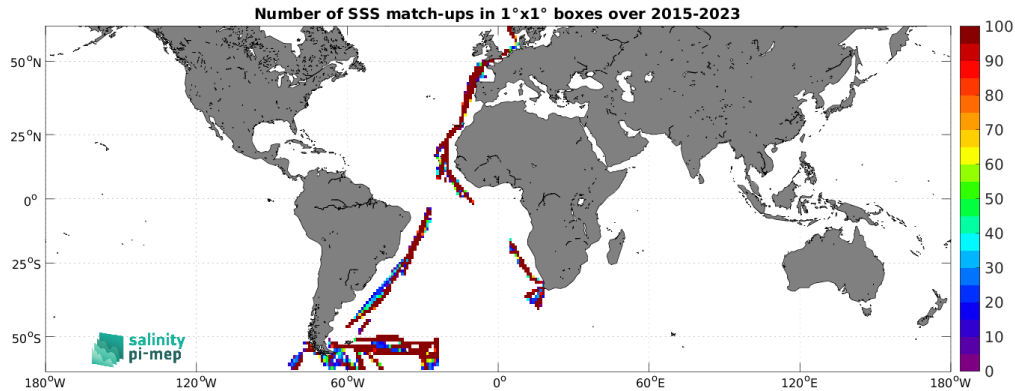 Number of SSS match-ups in 1°x1° boxes over 2015-2023
100
90
80
70
60
50
40
30
20
10
0
50°N
25°N
0°
25°S
50°S
salinity
pi-mep
180°W 120°W 60°W 0° 60°E 120°E 180°W